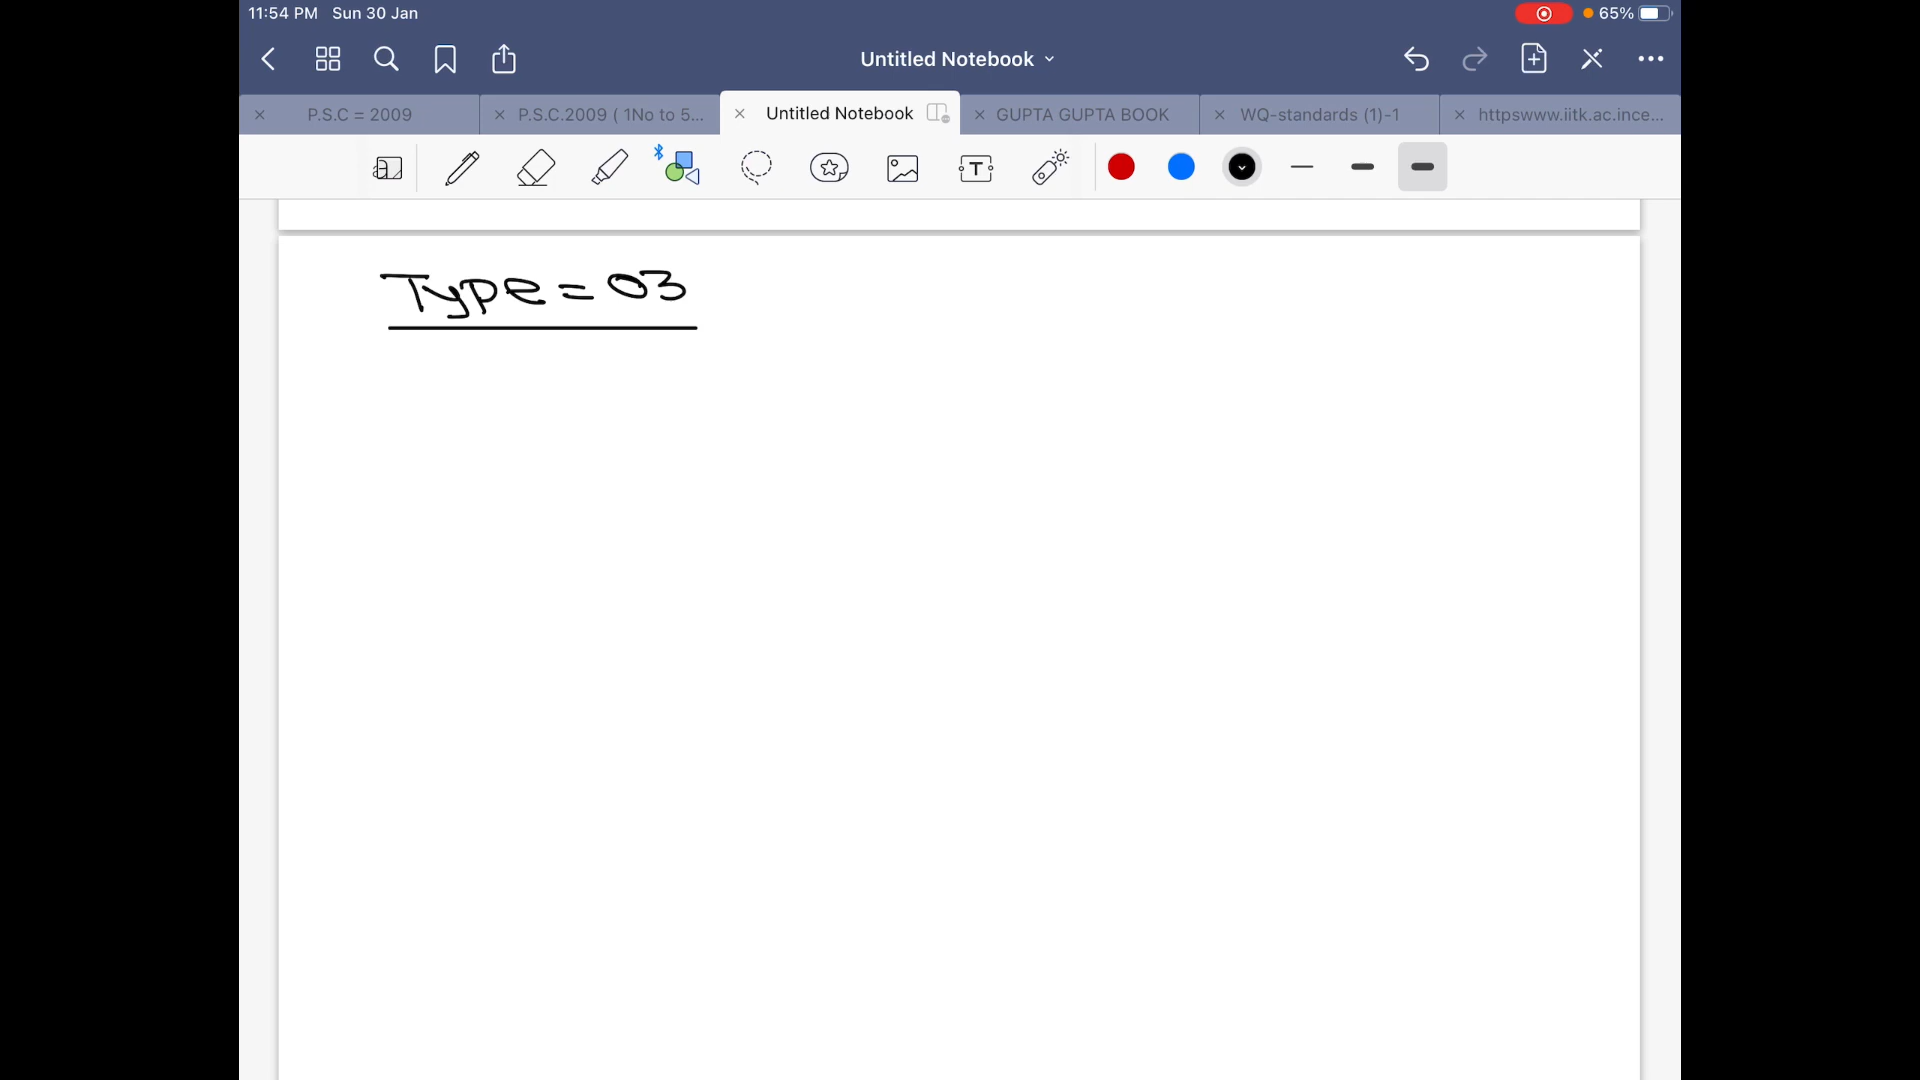 11:54 PM Sun 30 Jan 65%
Untitled Notebook
P.S.C = 2009
P.S.C.2009 ( 1No to 5...
Untitled Notebook
GUPTA GUPTA BOOK
WQ-standards (1)-1
httpswww.iitk.ac.ince...
Type = 03